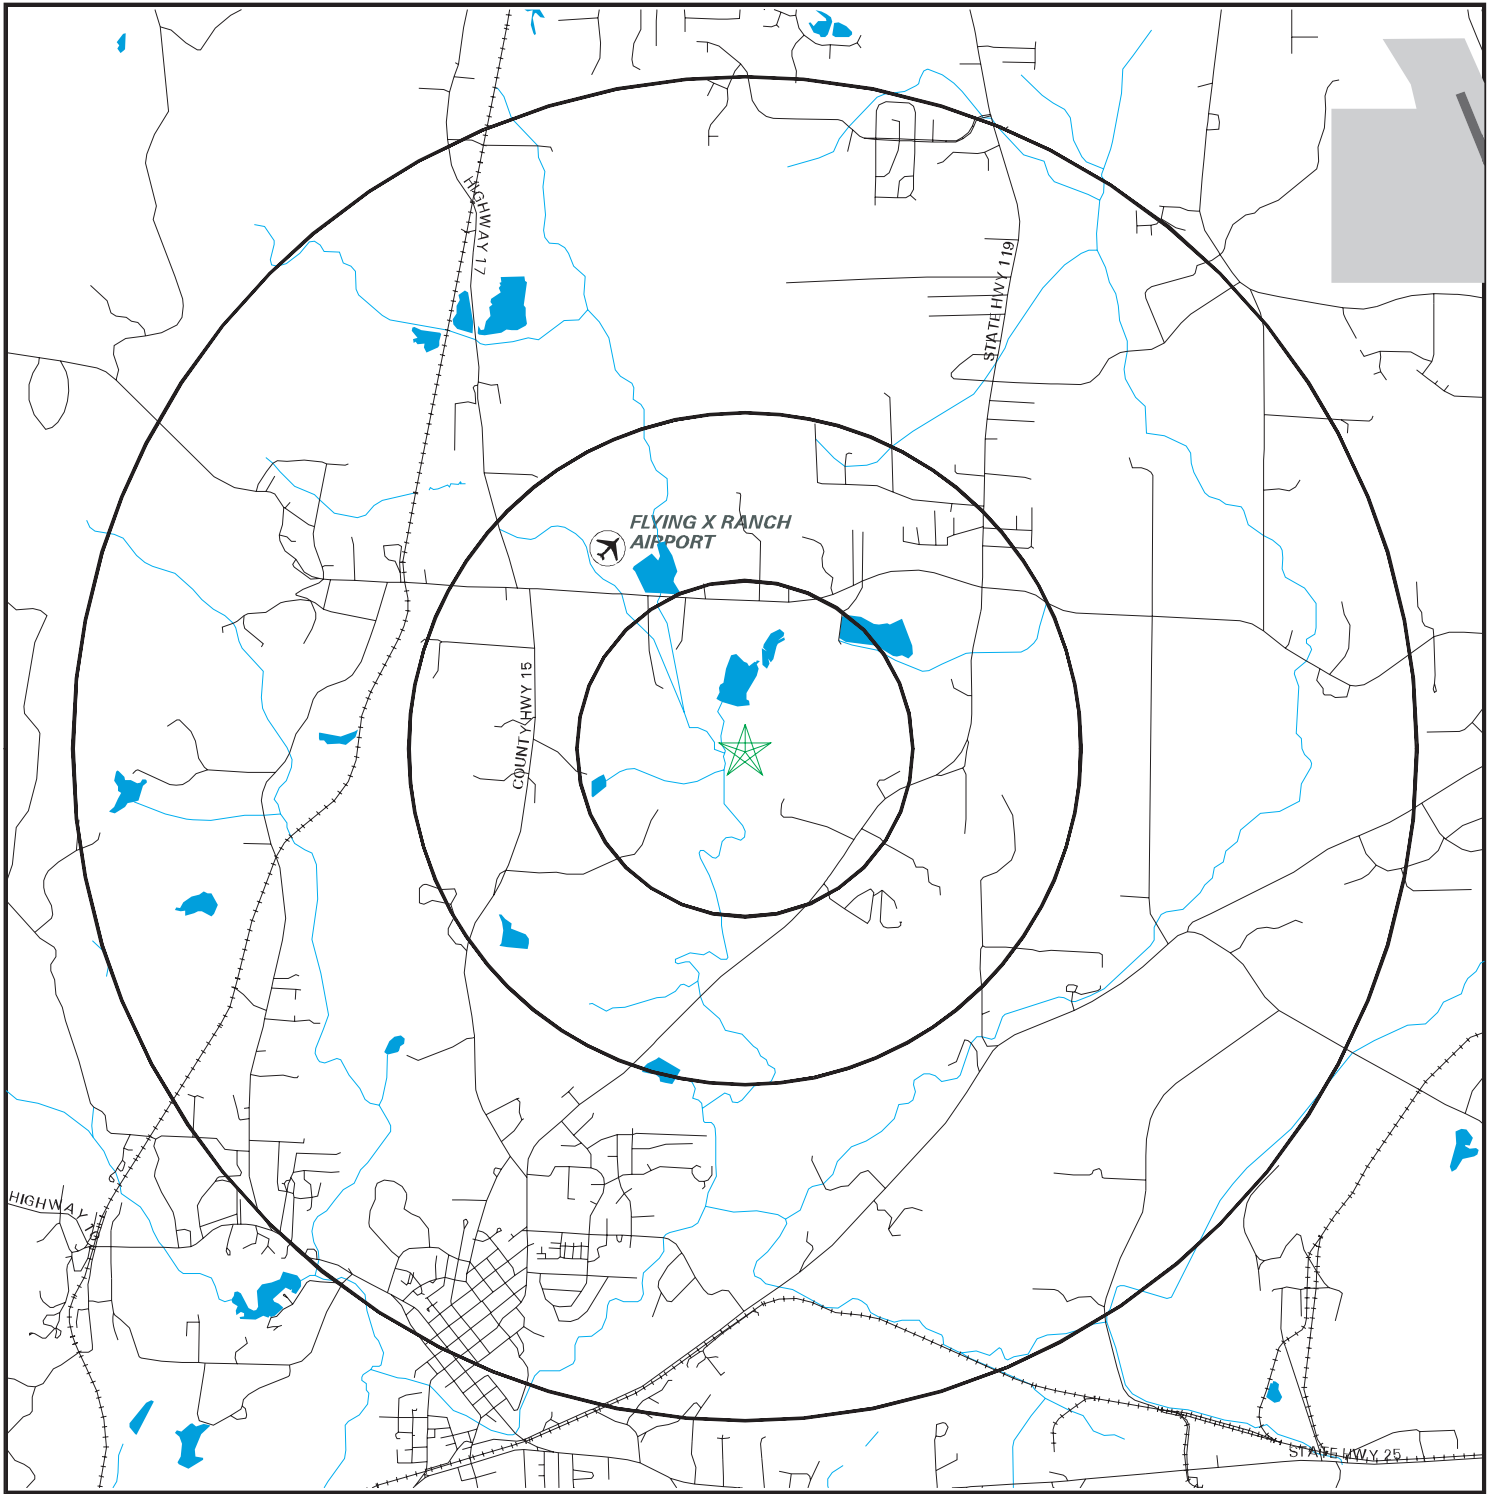 HIGHWAY 17
STATE HWY 119
FLYING X RANCH
AIRPORT
COUNTY HWY 15
HIGHWAY
STATE HWY 25